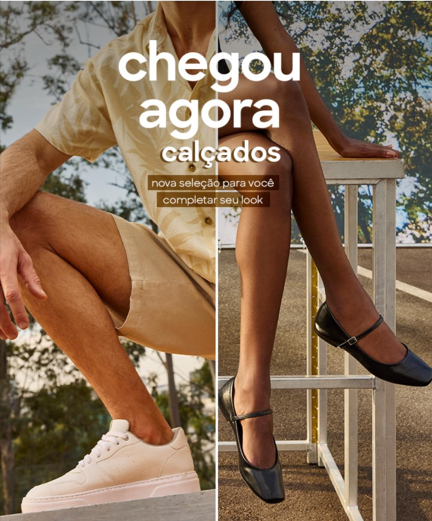 chegou
agora
calçados
nova seleção para você
completar seu look